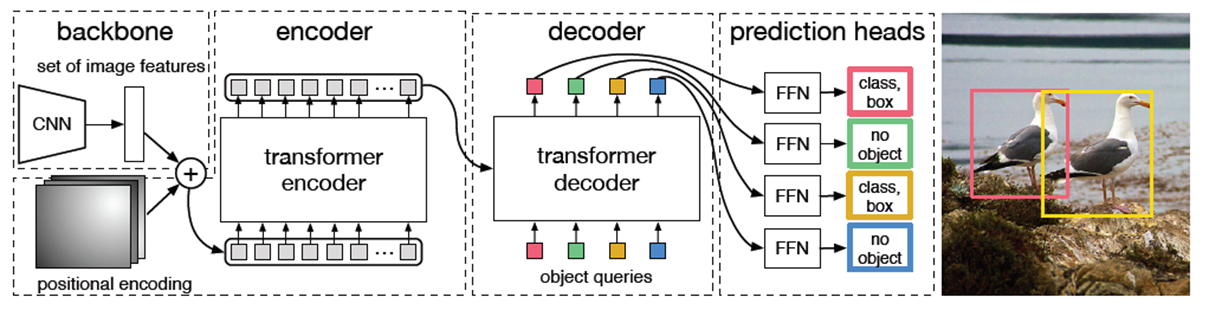 backbone
set of image features
CNN
+
positional encoding
encoder
...
transformer
encoder
...
decoder
transformer
decoder
object queries
prediction heads
FFN
class,
box
FFN
no
object
FFN
class,
box
FFN
no
object